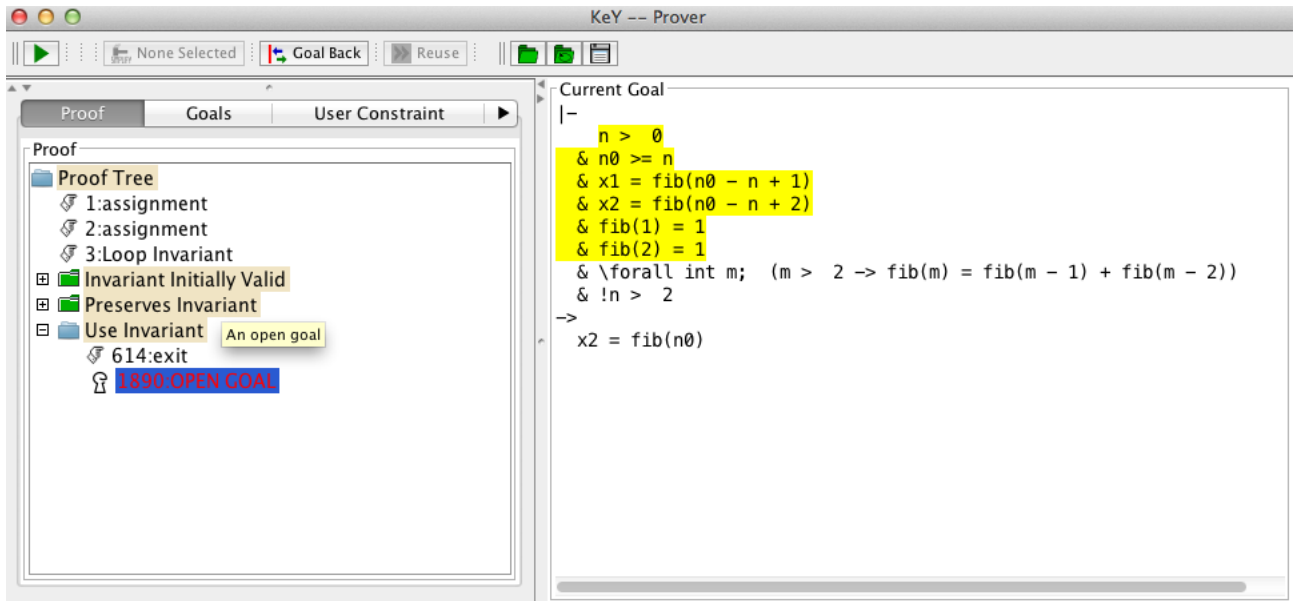 KeY -- Prover
None Selected Goal Back Reuse
Proof Goals User Constraint
Proof
Proof Tree
1:assignment
2:assignment
3:Loop Invariant
Invariant Initially Valid
Preserves Invariant
Use Invariant
An open goal
614:exit
1890:OPEN GOAL
Current Goal
|-
n > 0
& n0 >= n
& x1 = fib(n0 - n + 1)
& x2 = fib(n0 - n + 2)
& fib(1) = 1
& fib(2) = 1
& \forall int m; (m > 2 -> fib(m) = fib(m - 1) + fib(m - 2))
& !n > 2
->
x2 = fib(n0)